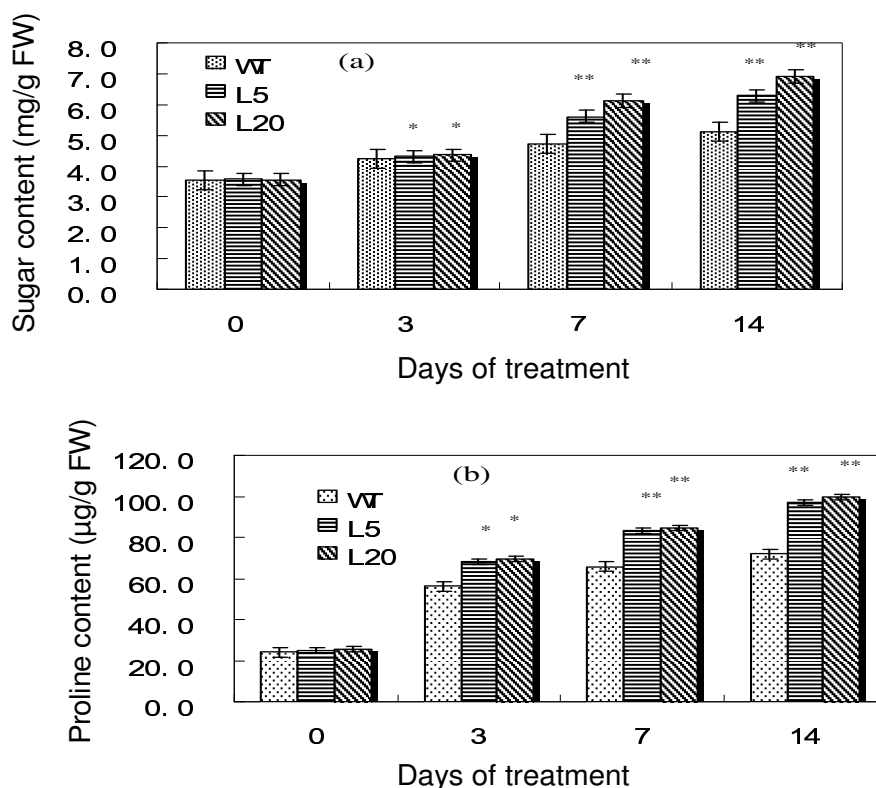 Sugar content (mg/g FW)
8.0
7.0
6.0
5.0
4.0
3.0
2.0
1.0
0.0
(a)
WT
L5
L20
* *
** **
** **
0 3 7 14
Days of treatment
Proline content (µg/g FW)
120.0
100.0
80.0
60.0
40.0
20.0
0.0
(b)
WT
L5
L20
* *
** **
** **
0 3 7 14
Days of treatment